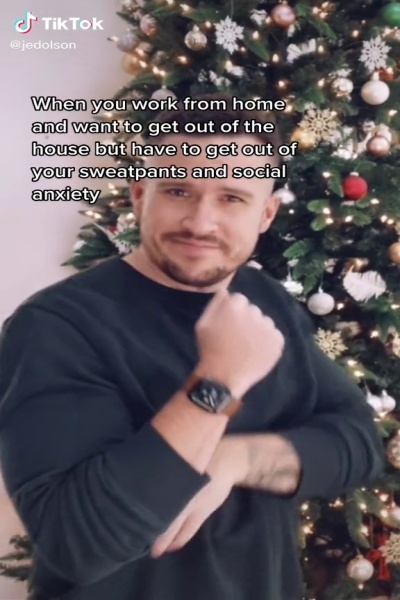 TikTok
@jedolson
When you work from home
and want to get out of the
house but have to get out of
your sweatpants and social
anxiety